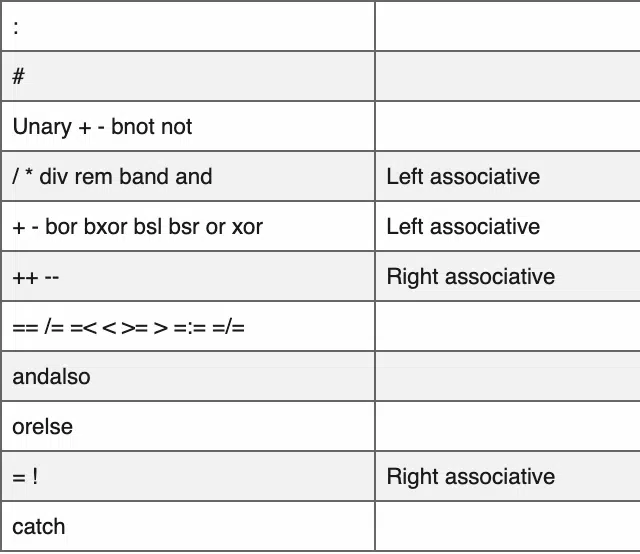 :
#
Unary + - bnot not
/ * div rem band and Left associative
+ - bor bxor bsl bsr or xor Left associative
++ -- Right associative
== /= =< < >= > =:= =/=
andalso
orelse
= ! Right associative
catch